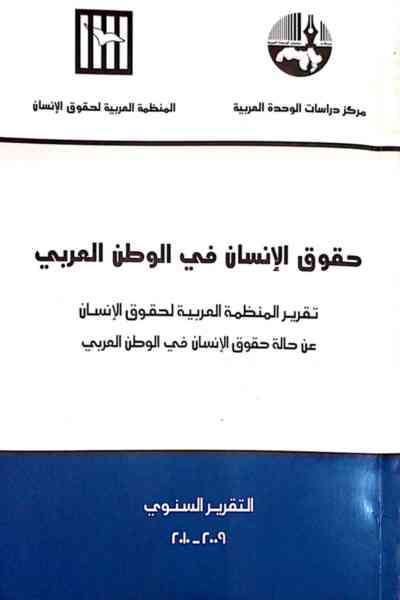 مركز دراسات الوحدة العربية
المنظمة العربية لحقوق الإنسان
حقوق الإنسان في الوطن العربي
تقرير المنظمة العربية لحقوق الإنسان
عن حالة حقوق الإنسان في الوطن العربي
التقرير السنوي
٢٠٠٩-٢٠١٠